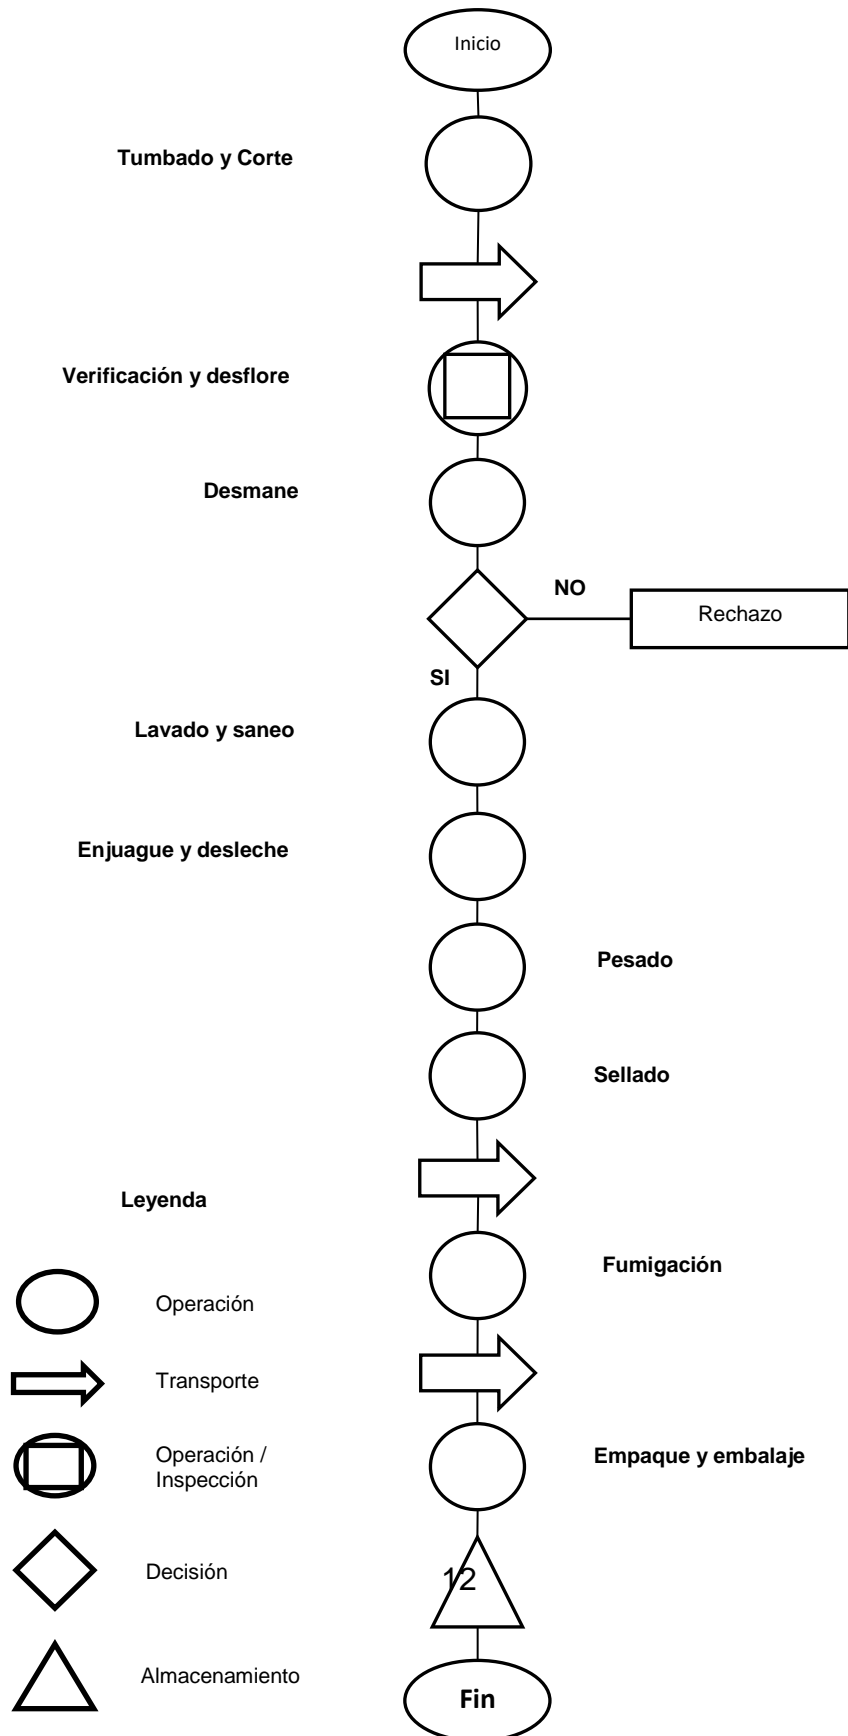 Inicio
Tumbado y Corte
Verificación y desflore
Desmane
NO
Rechazo
SI
Lavado y saneo
Enjuague y desleche
Pesado
Sellado
Leyenda
Fumigación
Operación
Transporte
Operación /
Inspección
Empaque y embalaje
Decisión
12
Almacenamiento
Fin